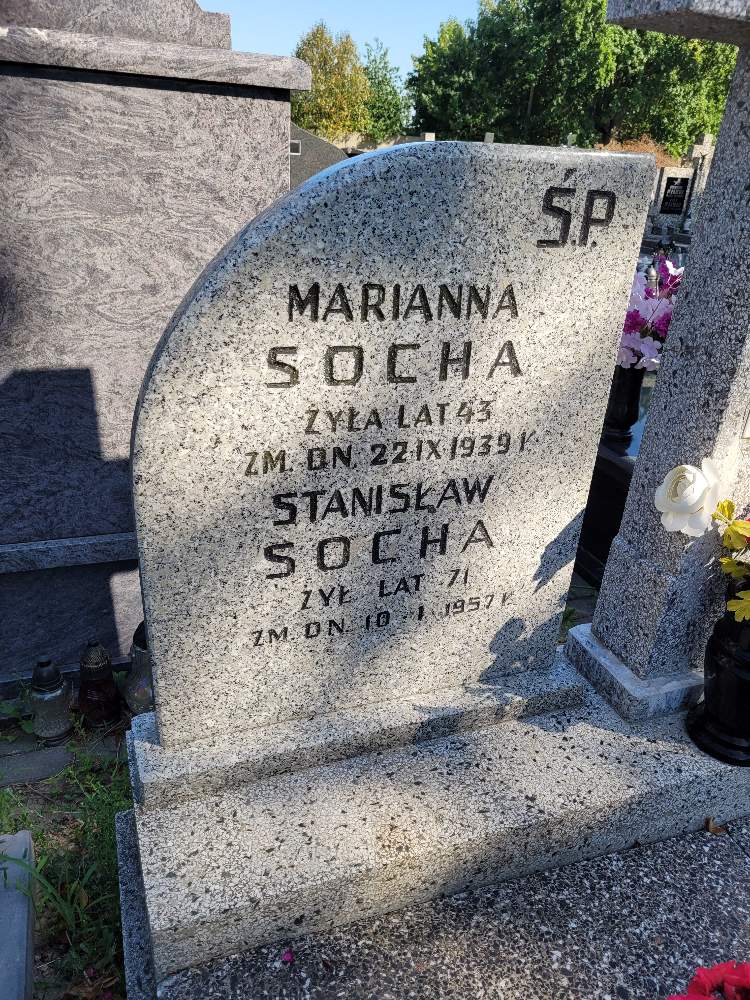 Ś.P.
MARIANNA
SOCHA
ŻYŁA LAT 43
ZM. DN. 22 IX 1939 R.
STANISŁAW
SOCHA
ŻYŁ LAT 71
ZM DN 10 - 1 1957 R.